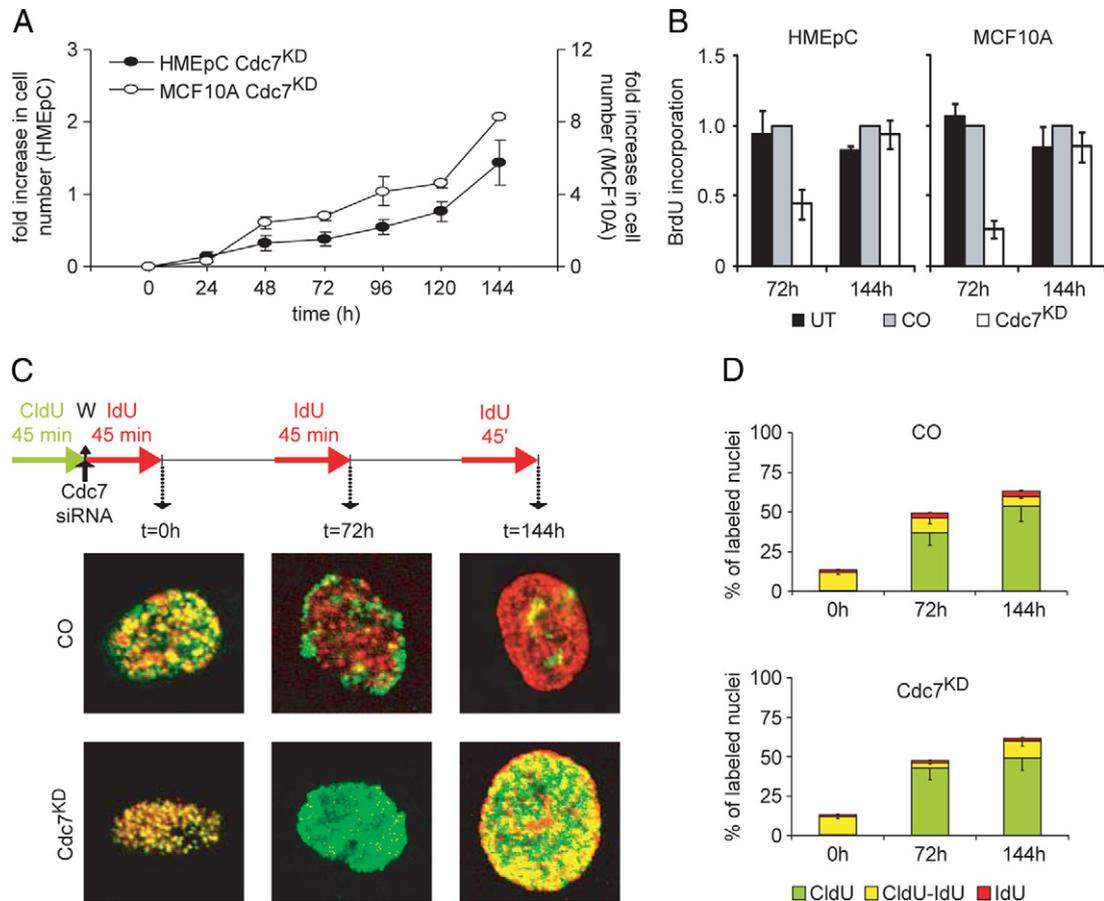 A
fold increase in cell
number (HMEpC)
3
2
1
0
HMEpC Cdc7KD
MCF10A Cdc7KD
12
8
4
0
fold increase in cell
number (MCF10A)
0 24 48 72 96 120 144
time (h)
B
HMEpC MCF10A
BrdU incorporation
1.5
1.0
0.5
0
72h 144h 72h 144h
UT CO Cdc7KD
C
CldU W IdU IdU IdU
45 min 45 min 45 min 45'
Cdc7
siRNA
t=0h t=72h t=144h
CO
Cdc7KD
D
CO
% of labeled nuclei
100
75
50
25
0
0h 72h 144h
Cdc7KD
% of labeled nuclei
100
75
50
25
0
0h 72h 144h
CldU CldU-IdU IdU